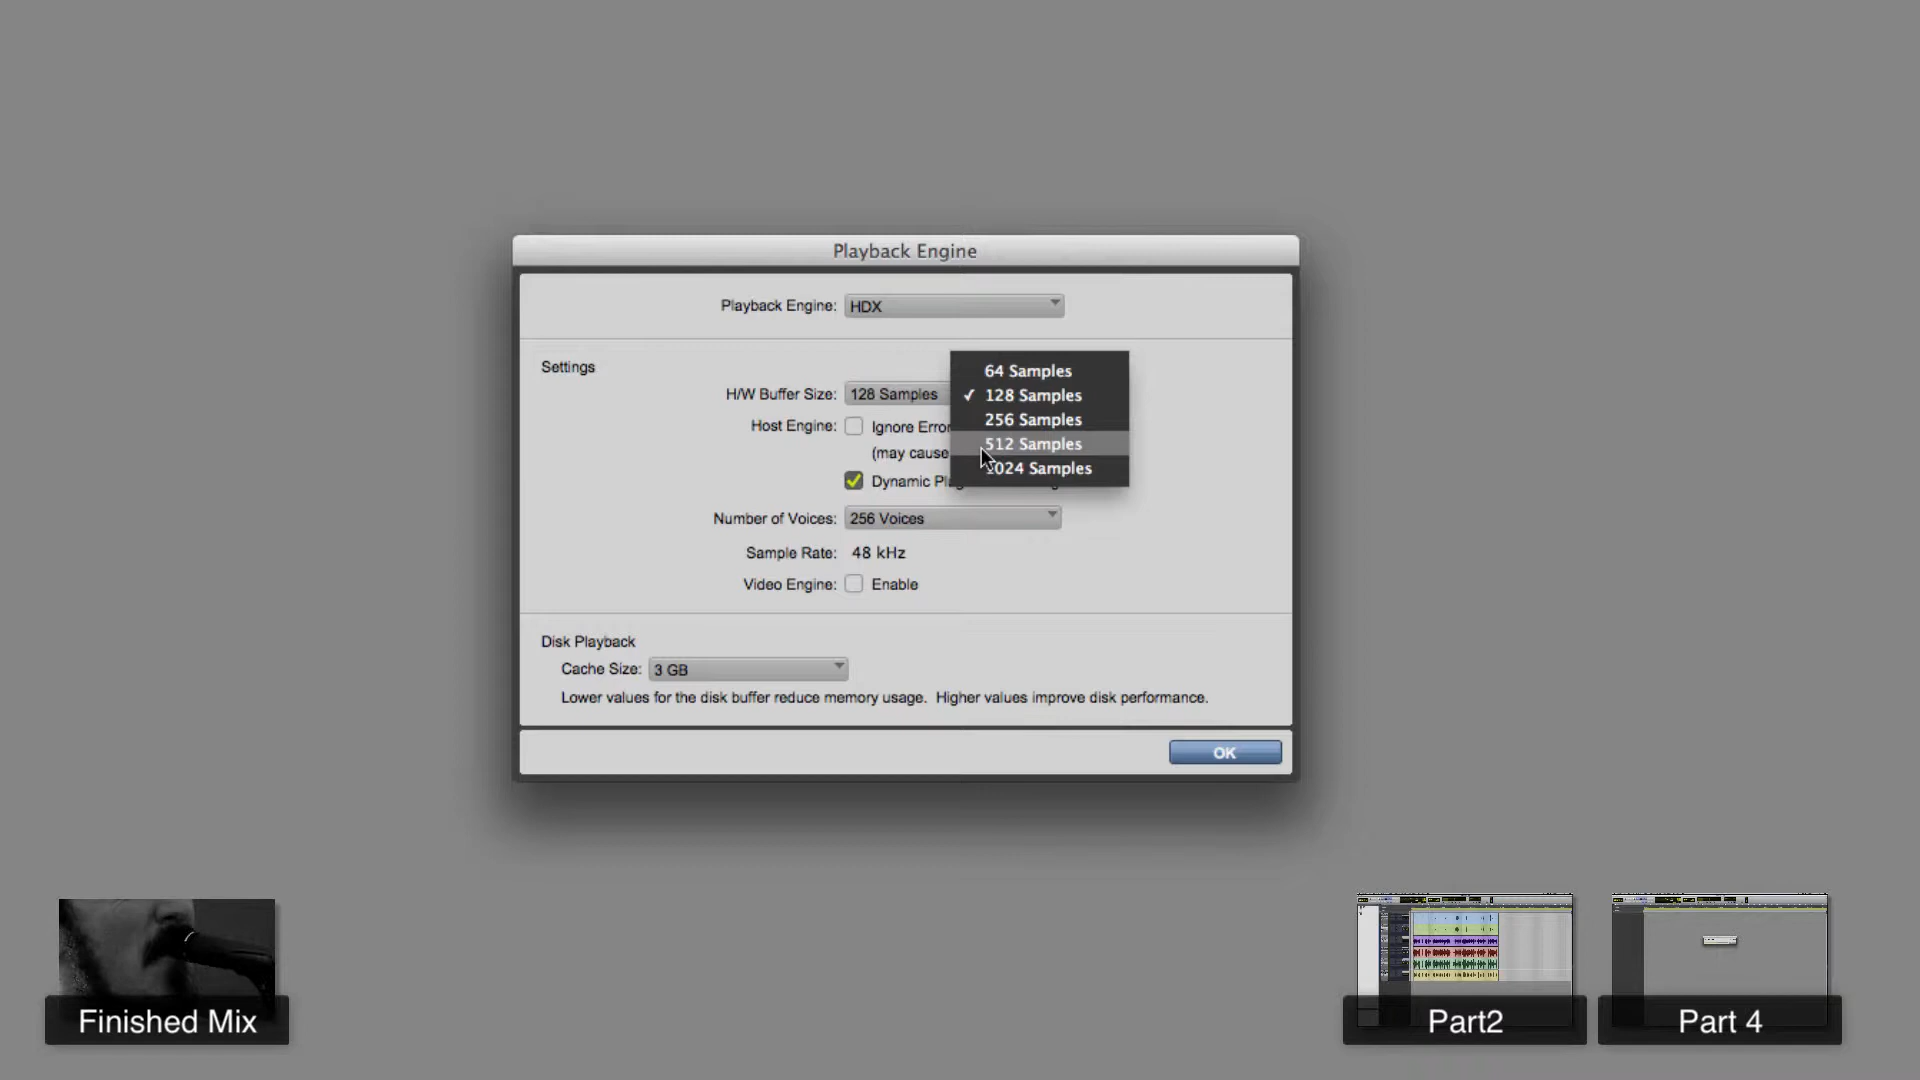 Playback Engine
Playback Engine: HDX
Settings
64 Samples
H/W Buffer Size: 128 Samples ✓ 128 Samples
256 Samples
Host Engine: Ignore Error
512 Samples
(may cause
1024 Samples
Dynamic Plu
Number of Voices: 256 Voices
Sample Rate: 48 kHz
Video Engine: Enable
Disk Playback
Cache Size: 3 GB
Lower values for the disk buffer reduce memory usage. Higher values improve disk performance.
OK
Finished Mix
Part2
Part 4